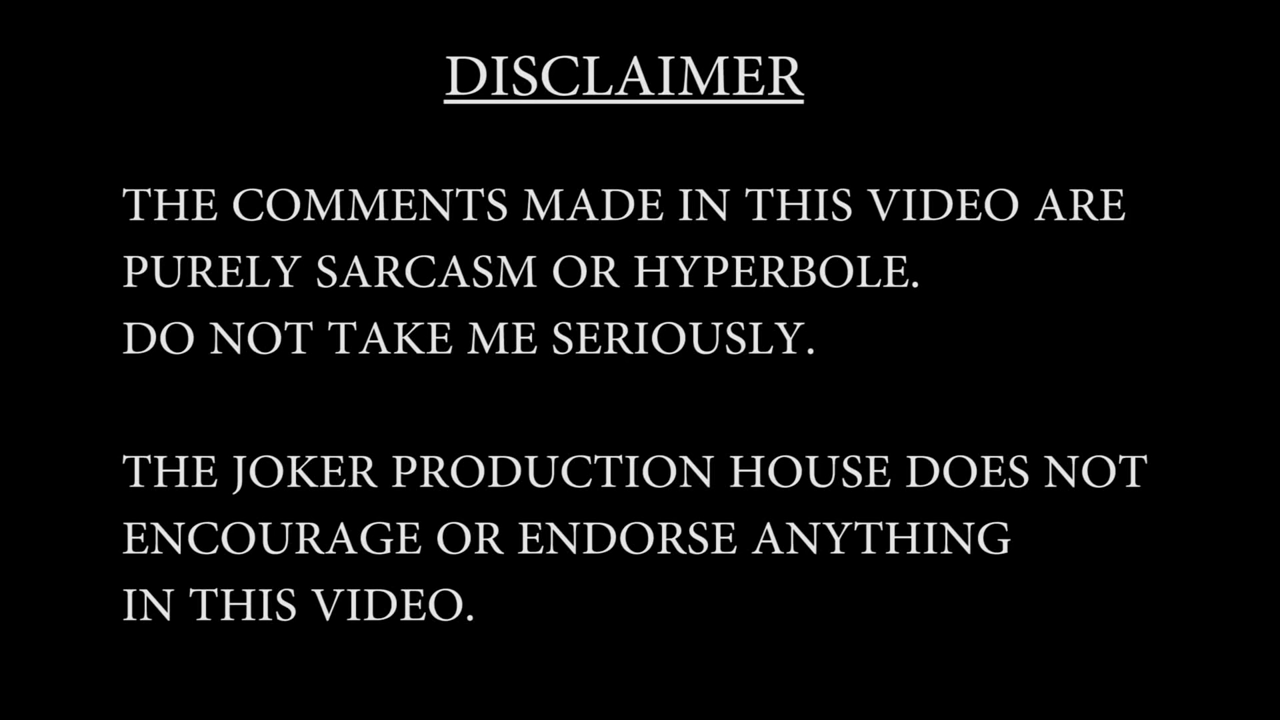 DISCLAIMER
THE COMMENTS MADE IN THIS VIDEO ARE
PURELY SARCASM OR HYPERBOLE.
DO NOT TAKE ME SERIOUSLY.
THE JOKER PRODUCTION HOUSE DOES NOT
ENCOURAGE OR ENDORSE ANYTHING
IN THIS VIDEO.